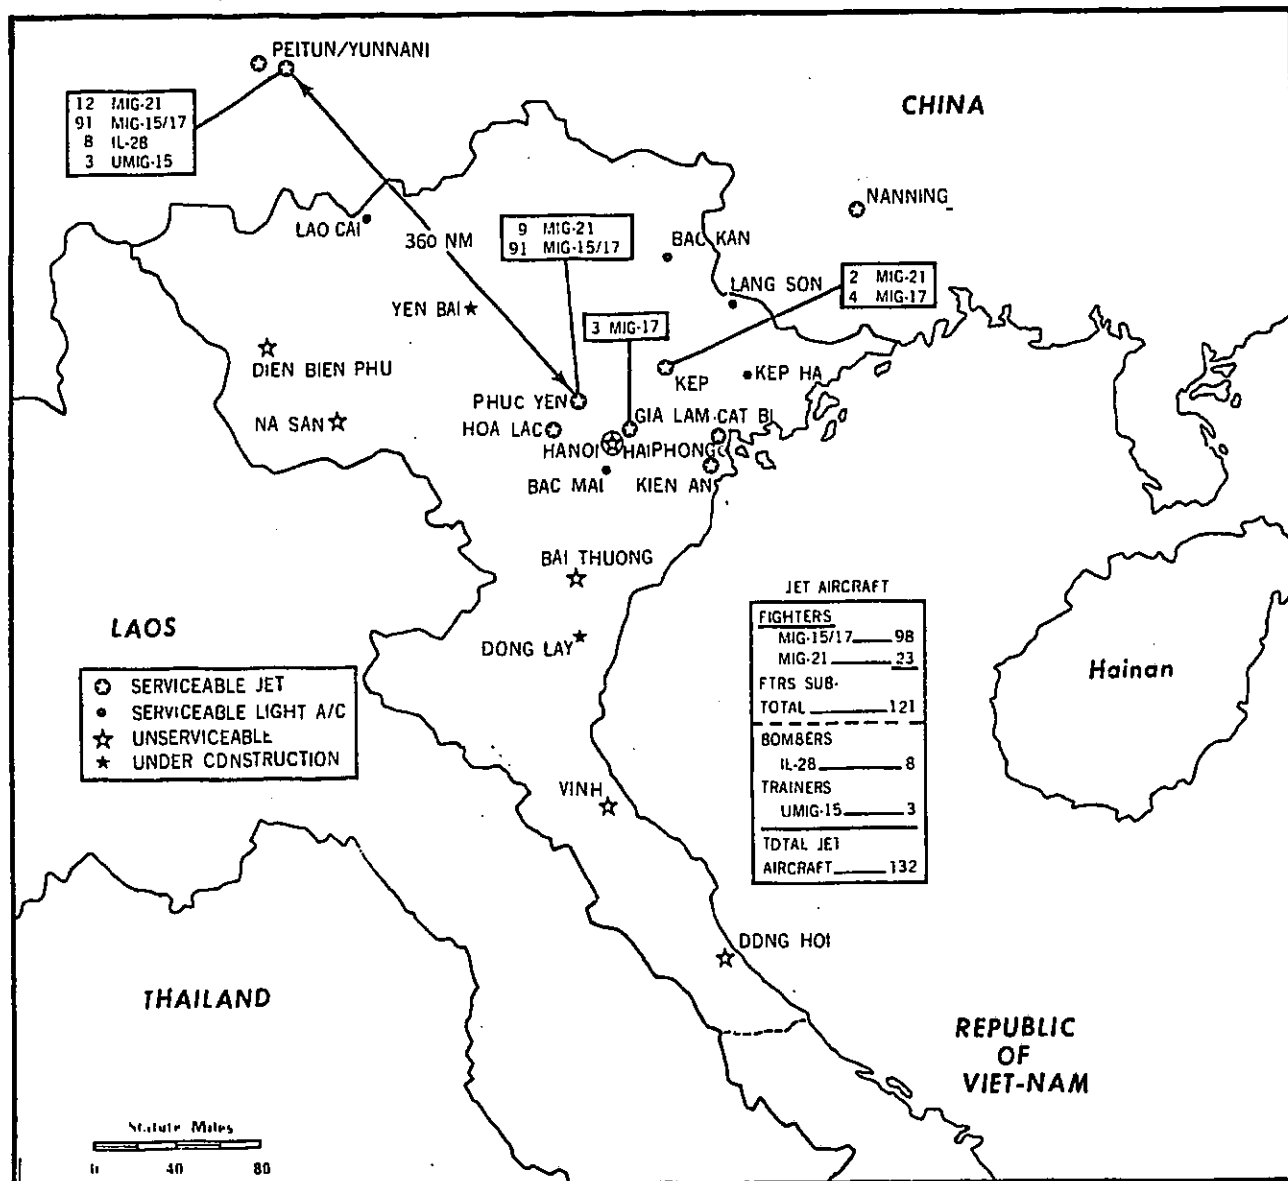 PEITUN/YUNNANI
12 MIG-21
91 MIG-15/17
8 IL-28
3 UMIG-15
CHINA
NANNING
LAO CAI
360 NM
9 MIG-21
91 MIG-15/17
BAC KAN
LANG SON
2 MIG-21
4 MIG-17
YEN BAI
3 MIG-17
DIEN BIEN PHU
KEP
KEP HA
PHUC YEN
NA SAN
HOA LAC
GIA LAM
CAT BI
HANOI
HAIPHONG
BAC MAI
KIEN AN
BAI THUONG
LAOS
DONG LAY
JET AIRCRAFT
FIGHTERS
MIG-15/17 98
MIG-21 23
FTRS SUB-
TOTAL 121
BOMBERS
IL-28 8
TRAINERS
UMIG-15 3
TOTAL JET
AIRCRAFT 132
Hainan
SERVICEABLE JET
SERVICEABLE LIGHT A/C
UNSERVICEABLE
UNDER CONSTRUCTION
VINH
DONG HOI
THAILAND
REPUBLIC
OF
VIET-NAM
Statute Miles
0 40 80